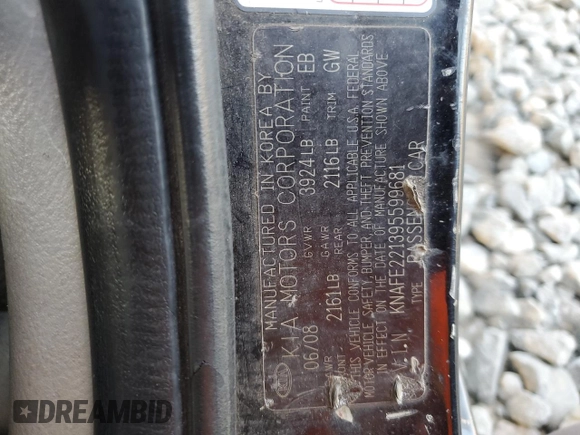 MANUFACTURED IN KOREA BY
KIA MOTORS CORPORATION
06/08 GVWR 3924LB PAINT EB
2161LB GAWR REAR 2116LB TRIM GW
THIS VEHICLE CONFORMS TO ALL APPLICABLE U.S.A. FEDERAL
MOTOR VEHICLE SAFETY, BUMPER, AND THEFT PREVENTION STANDARDS
IN EFFECT ON THE DATE OF MANUFACTURE SHOWN ABOVE
V.I.N KNAFE221395599681
TYPE CAR
DREAMBID